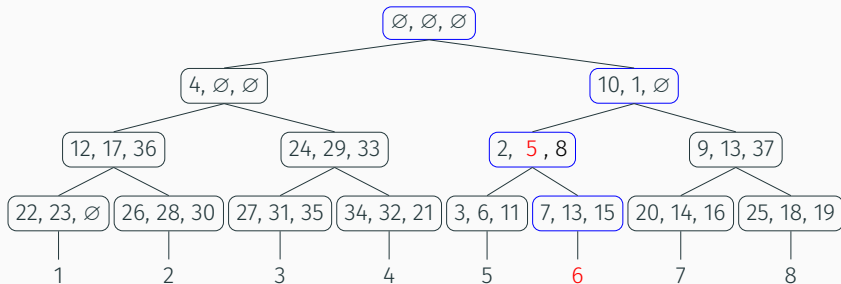 ∅, ∅, ∅
4, ∅, ∅ 10, 1, ∅
12, 17, 36 24, 29, 33 2, 5 , 8 9, 13, 37
22, 23, ∅ 26, 28, 30 27, 31, 35 34, 32, 21 3, 6, 11 7, 13, 15 20, 14, 16 25, 18, 19
1 2 3 4 5 6 7 8